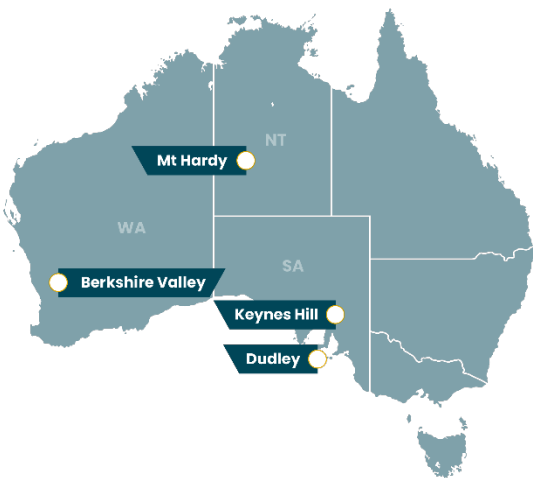 NT
Mt Hardy
WA
SA
Berkshire Valley
Keynes Hill
Dudley